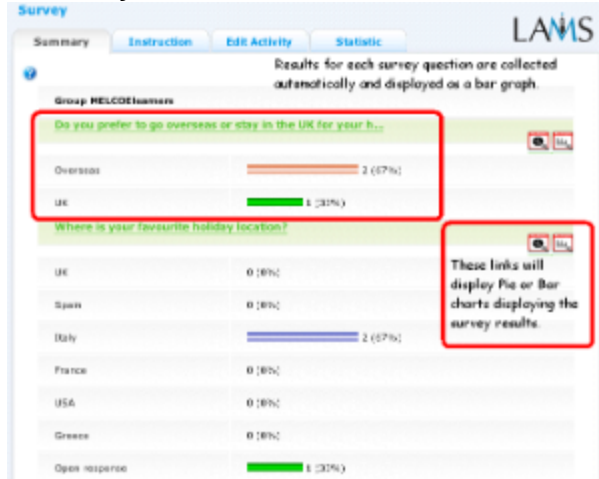 Survey
LAMS
Summary Instruction Edit Activity Statistic
Results for each survey question are collected
automatically and displayed as a bar graph.
Group HELCOElearners
Do you prefer to go overseas or stay in the UK for your h...
Overseas 2 (67%)
UK 1 (33%)
Where is your favourite holiday location?
These links will
display Pie or Bar
charts displaying the
survey results.
UK 0 (0%)
Spain 0 (0%)
Italy 2 (67%)
France 0 (0%)
USA 0 (0%)
Greece 0 (0%)
Open response 1 (33%)